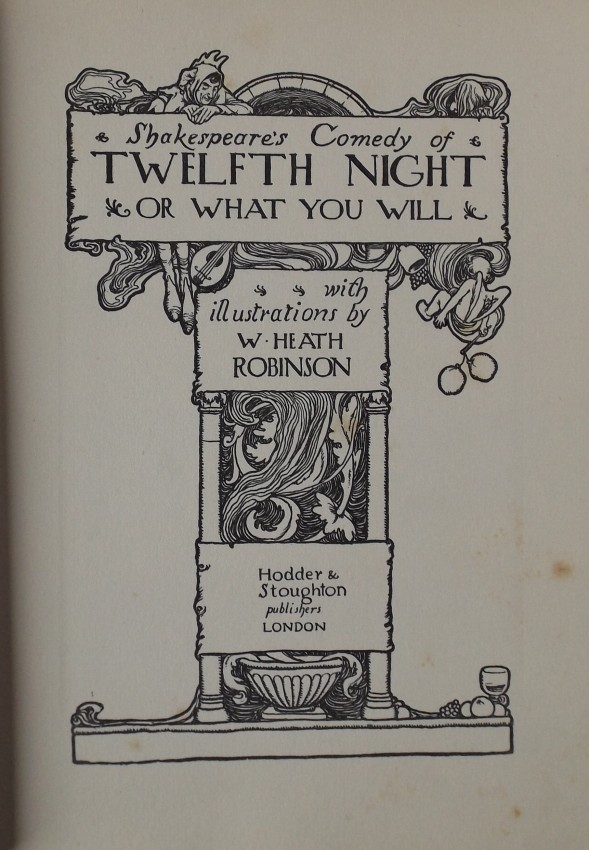 Shakespeare's Comedy of
TWELFTH NIGHT
OR WHAT YOU WILL
with
illustrations by
W·HEATH
ROBINSON
Hodder &
Stoughton
publishers
LONDON